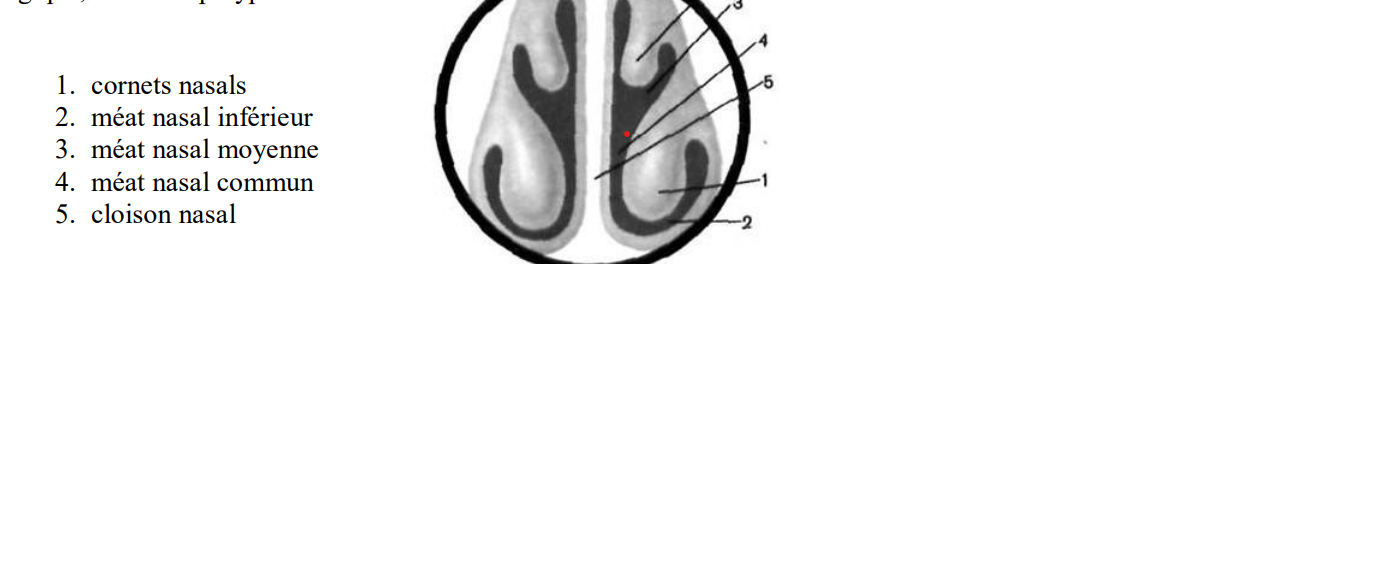 1. cornets nasals
2. méat nasal inférieur
3. méat nasal moyenne
4. méat nasal commun
5. cloison nasal
3
4
5
1
2